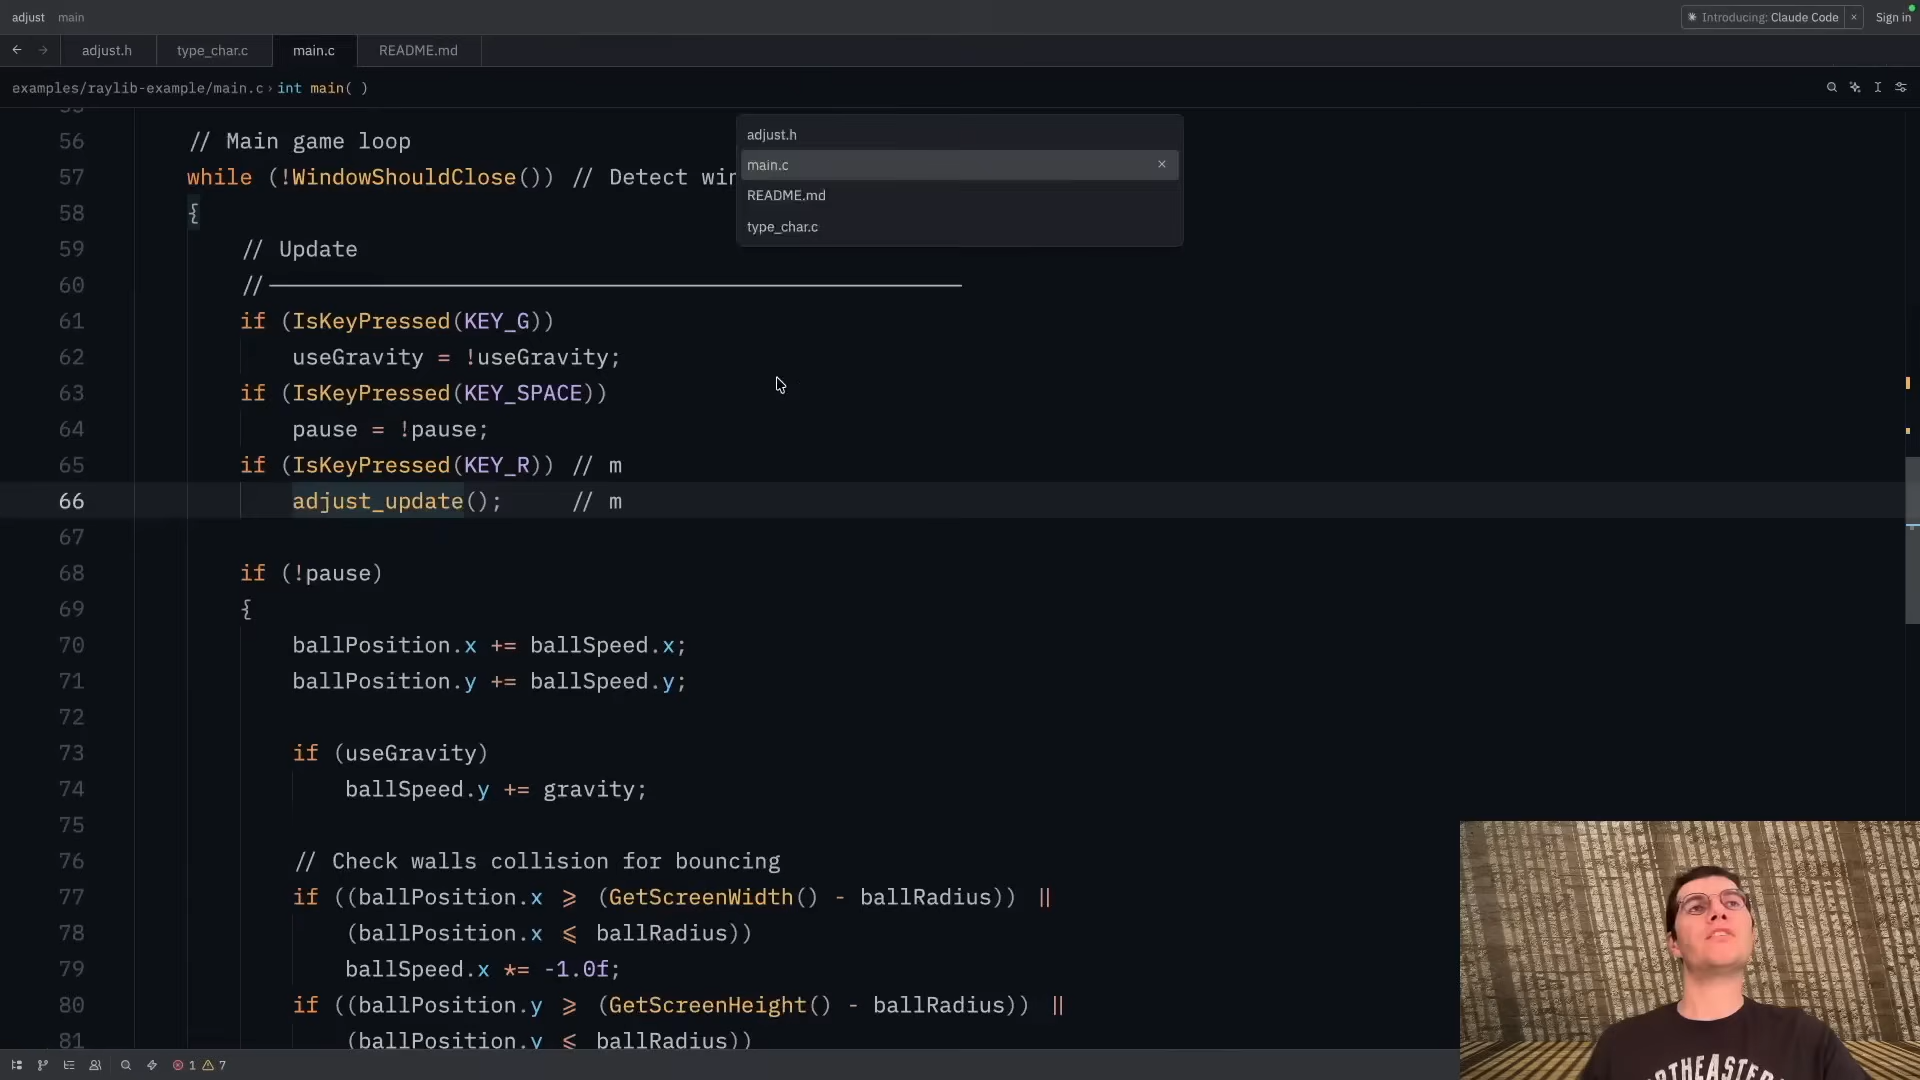 adjust main
Introducing: Claude Code × Sign in
adjust.h type_char.c main.c README.md
examples/raylib-example/main.c › int main( )
55
56 // Main game loop
57 while (!WindowShouldClose()) // Detect win
58 {
59 // Update
60 //----------------------------------------------------
61 if (IsKeyPressed(KEY_G))
62 useGravity = !useGravity;
63 if (IsKeyPressed(KEY_SPACE))
64 pause = !pause;
65 if (IsKeyPressed(KEY_R)) // m
66 adjust_update(); // m
67
68 if (!pause)
69 {
70 ballPosition.x += ballSpeed.x;
71 ballPosition.y += ballSpeed.y;
72
73 if (useGravity)
74 ballSpeed.y += gravity;
75
76 // Check walls collision for bouncing
77 if ((ballPosition.x >= (GetScreenWidth() - ballRadius)) ||
78 (ballPosition.x <= ballRadius))
79 ballSpeed.x *= -1.0f;
80 if ((ballPosition.y >= (GetScreenHeight() - ballRadius)) ||
81 (ballPosition.y <= ballRadius))
adjust.h
main.c ×
README.md
type_char.c
1 7